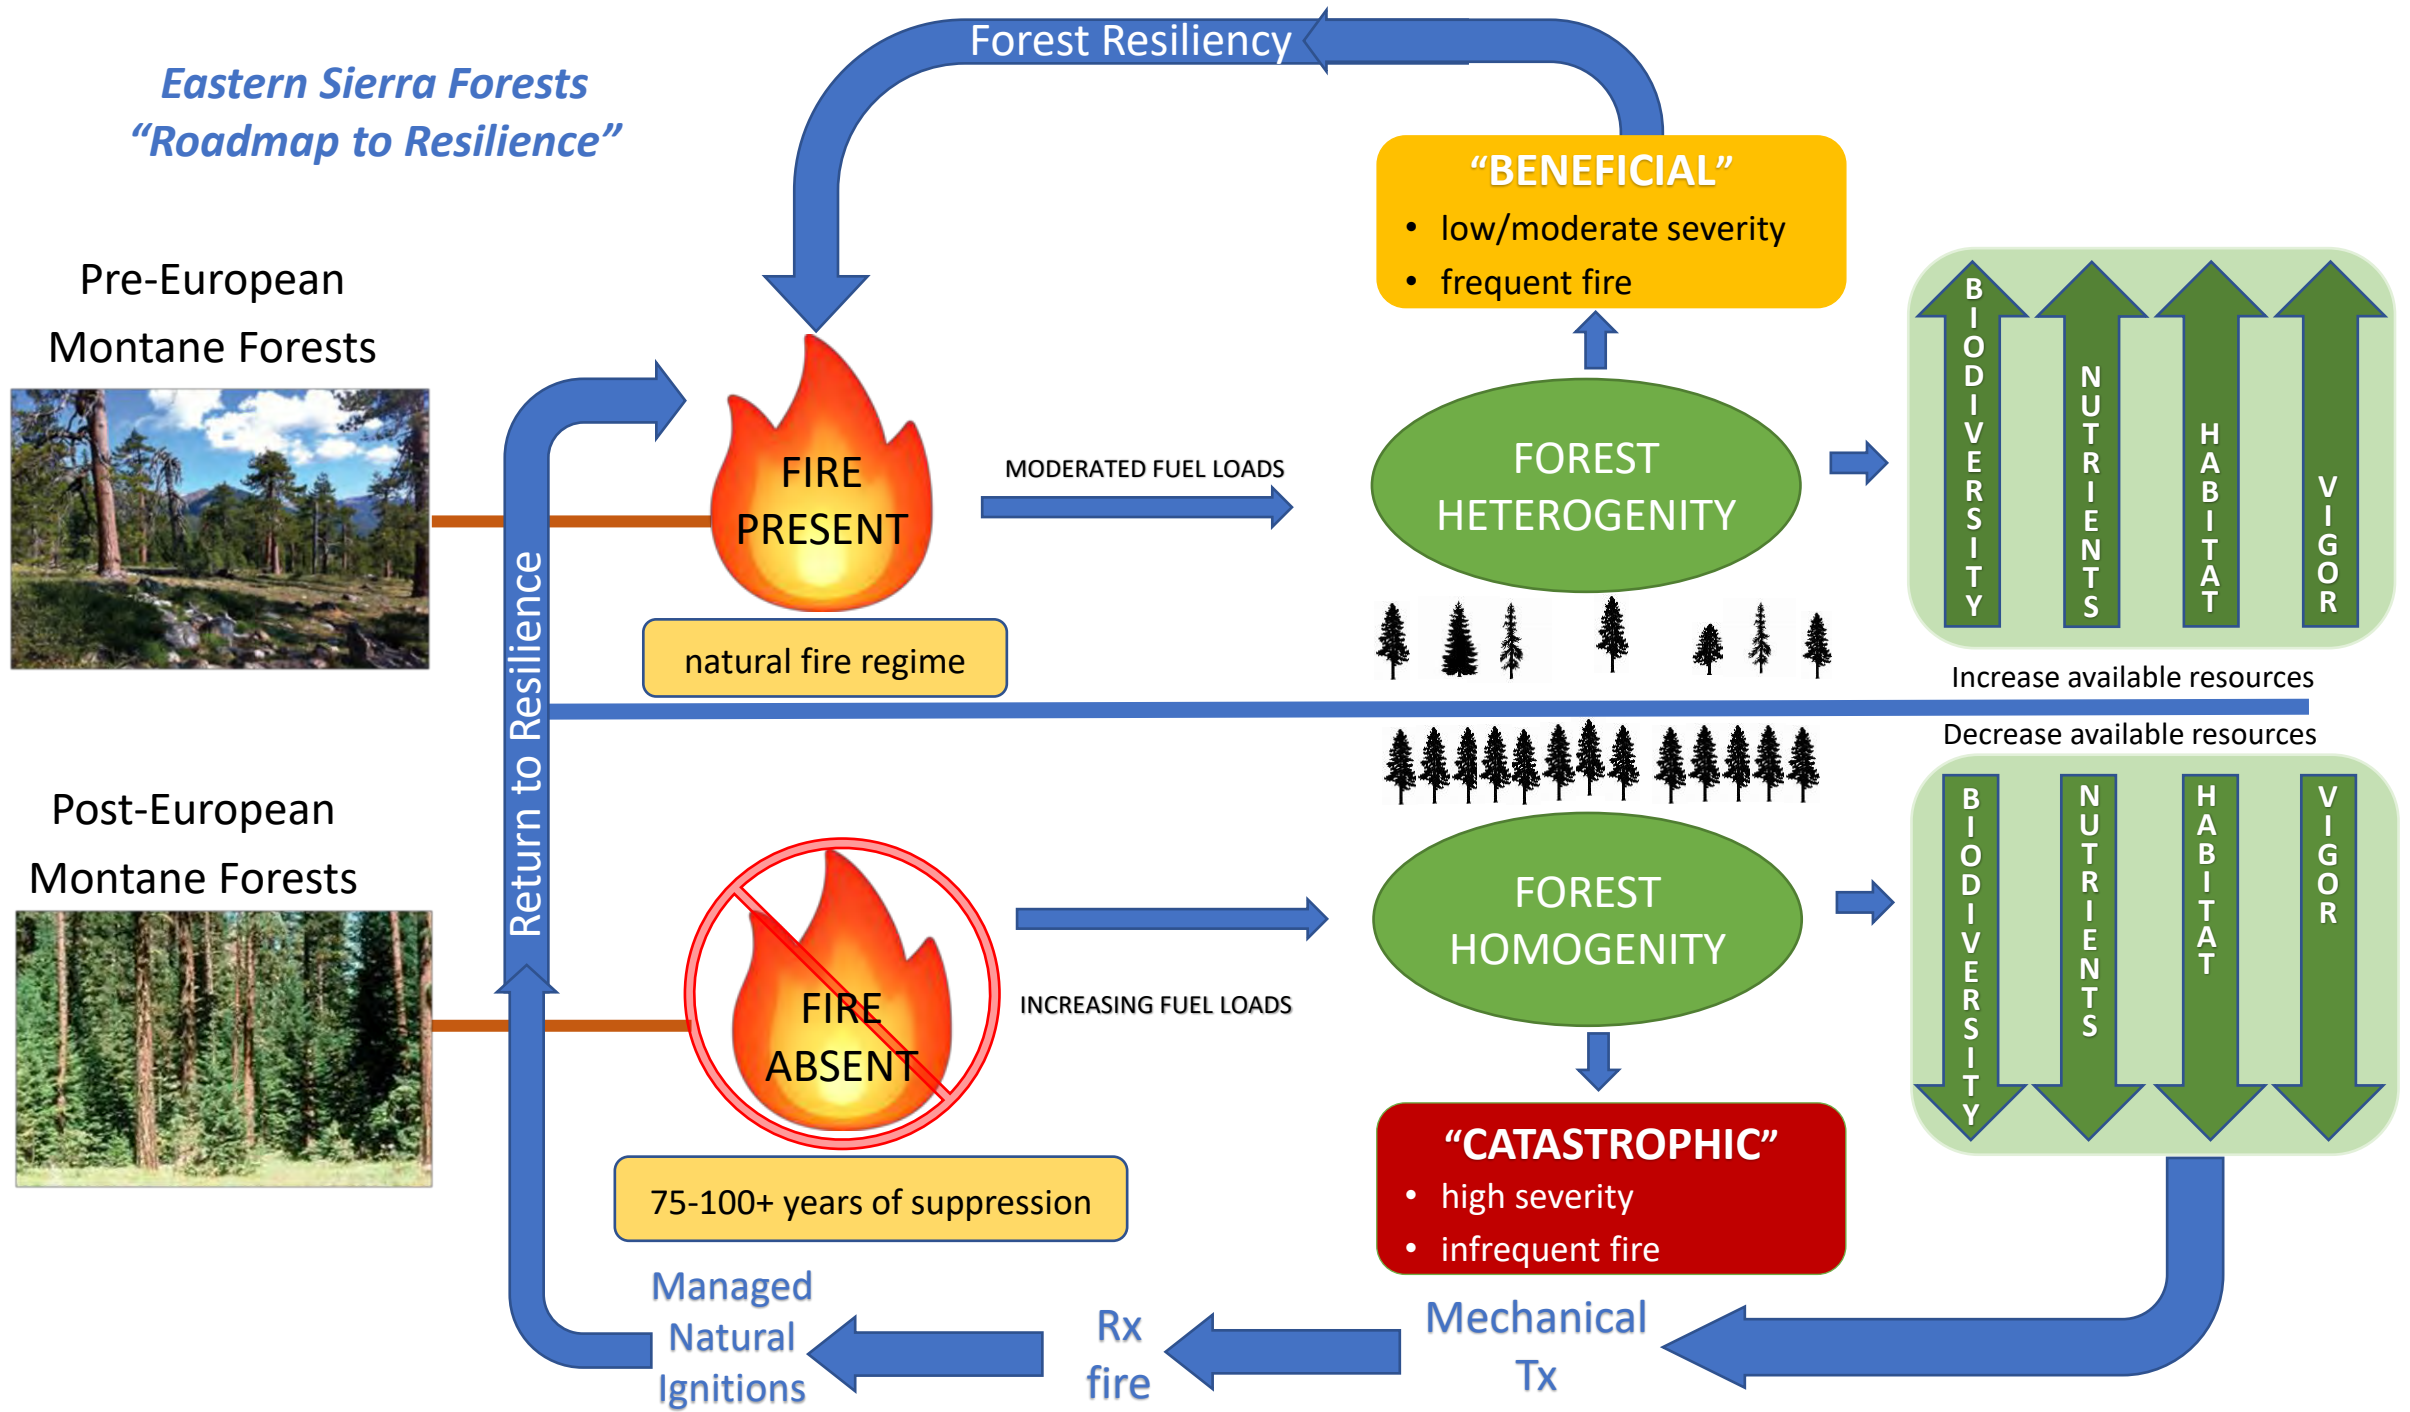 Forest Resiliency
Eastern Sierra Forests
“Roadmap to Resilience”
“BENEFICIAL”
• low/moderate severity
• frequent fire
Pre-European
Montane Forests
FIRE
PRESENT
MODERATED FUEL LOADS
FOREST
HETEROGENITY
BIODIVERSITY
NUTRIENTS
HABITAT
VIGOR
natural fire regime
Return to Resilience
Increase available resources
Decrease available resources
Post-European
Montane Forests
FIRE
ABSENT
INCREASING FUEL LOADS
FOREST
HOMOGENITY
BIODIVERSITY
NUTRIENTS
HABITAT
VIGOR
75-100+ years of suppression
“CATASTROPHIC”
• high severity
• infrequent fire
Managed
Natural
Ignitions
Rx
fire
Mechanical
Tx